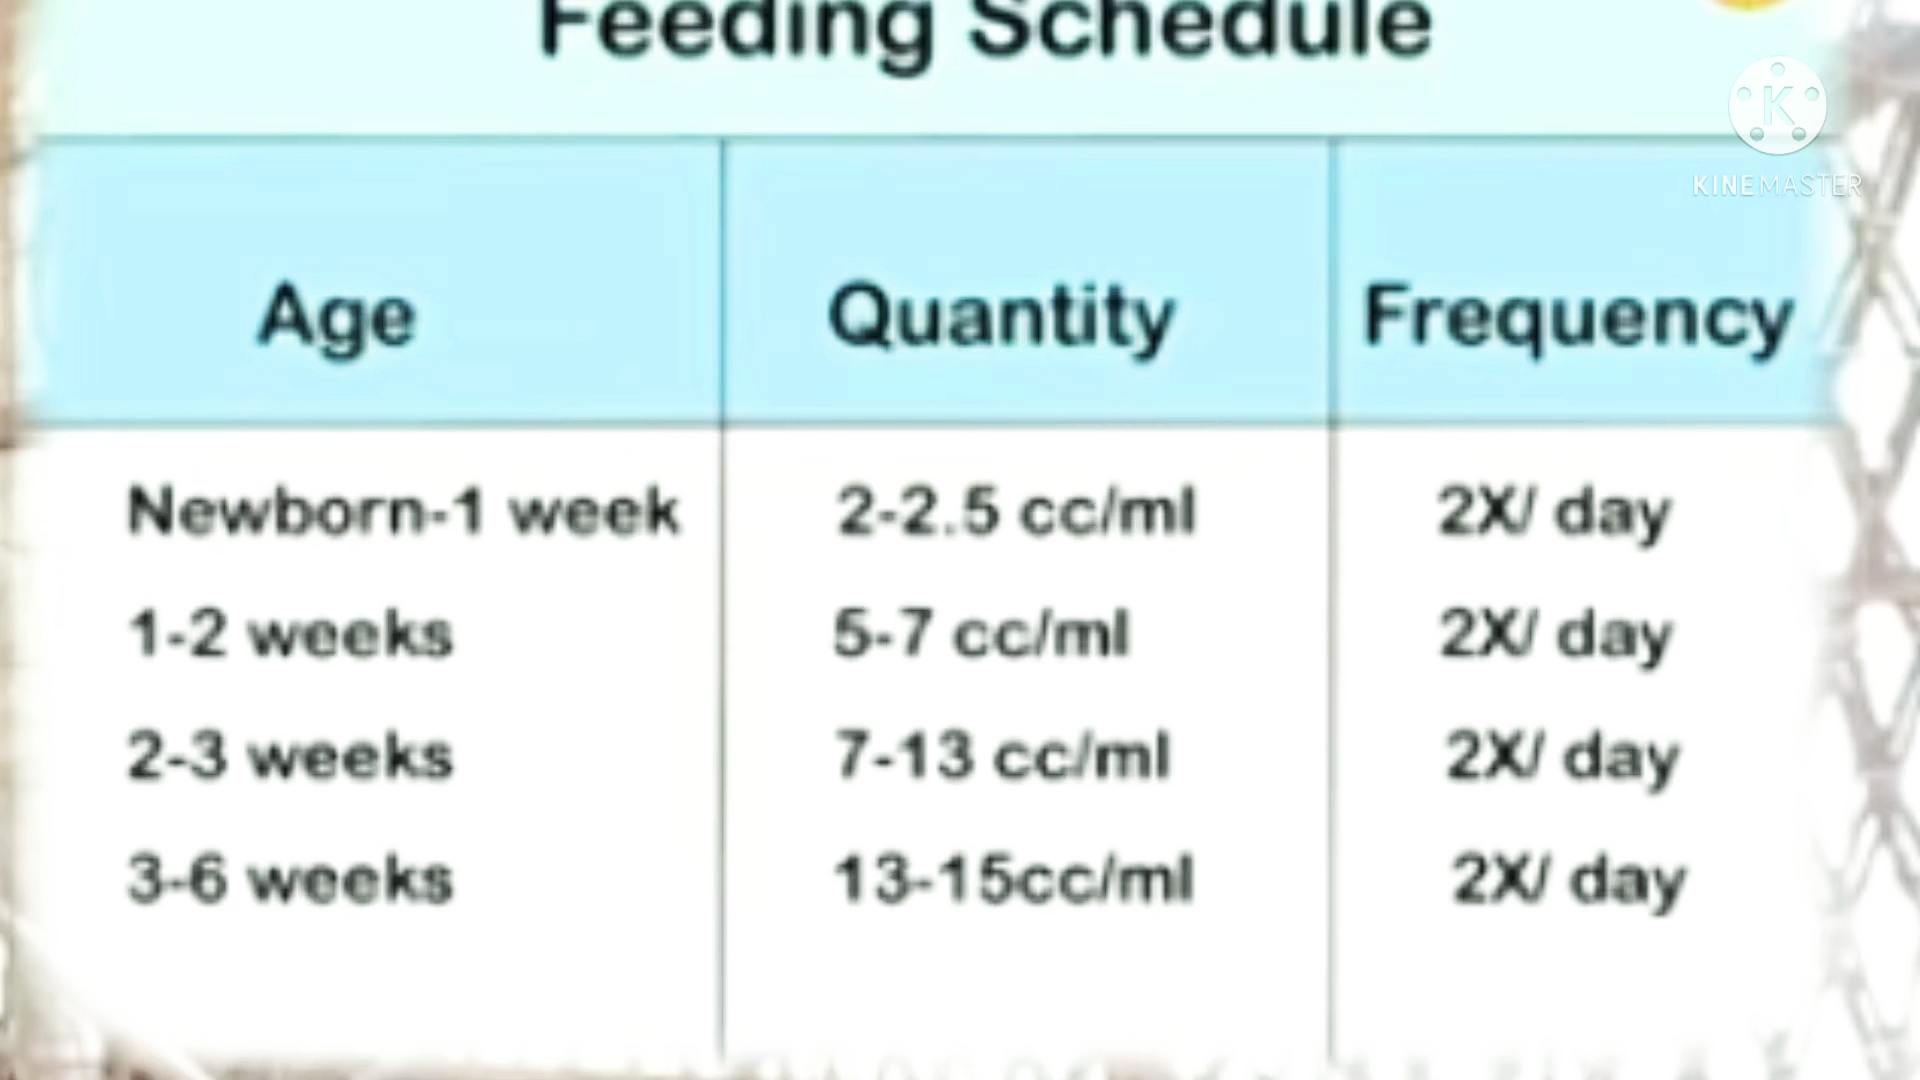 Feeding Schedule
KINEMASTER
Age Quantity Frequency
Newborn-1 week 2-2.5 cc/ml 2X/ day
1-2 weeks 5-7 cc/ml 2X/ day
2-3 weeks 7-13 cc/ml 2X/ day
3-6 weeks 13-15cc/ml 2X/ day